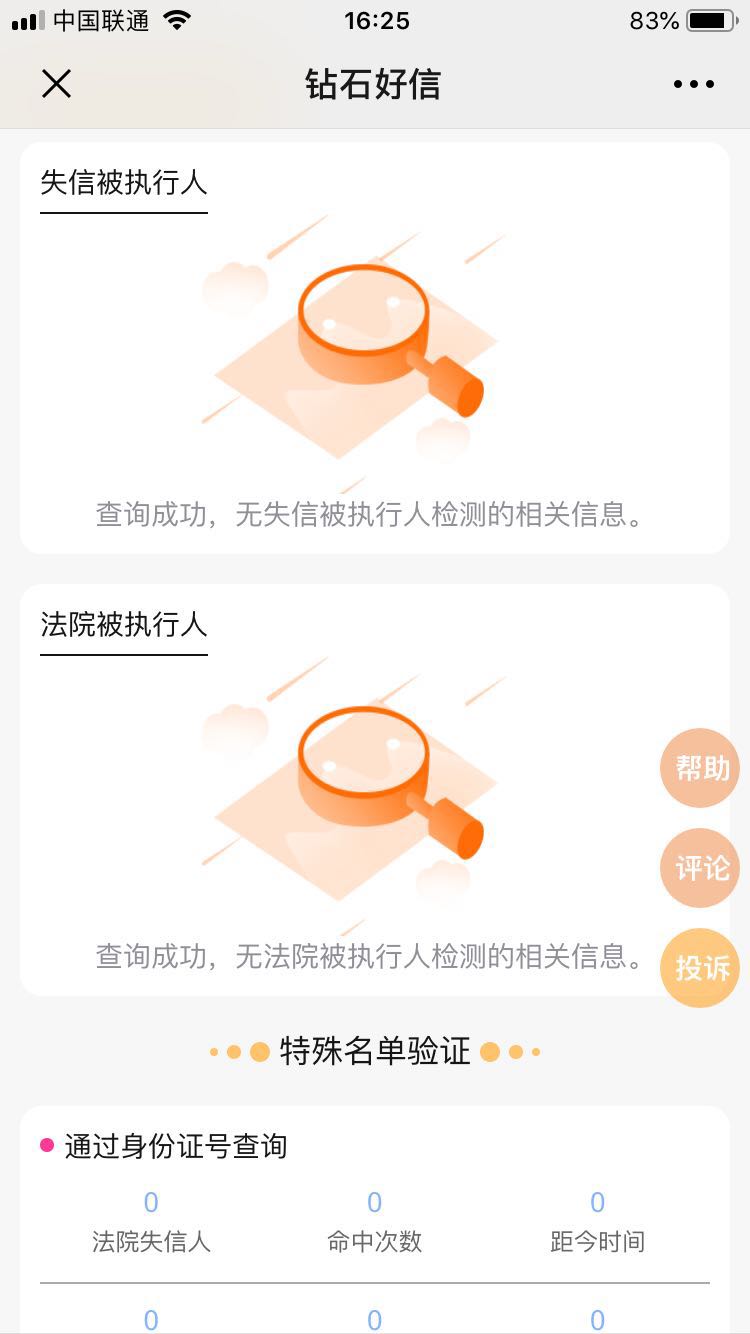 中国联通 16:25 83%
钻石好信
失信被执行人
查询成功，无失信被执行人检测的相关信息。
法院被执行人
帮助
评论
查询成功，无法院被执行人检测的相关信息。
投诉
特殊名单验证
通过身份证号查询
0 0 0
法院失信人 命中次数 距今时间
0 0 0